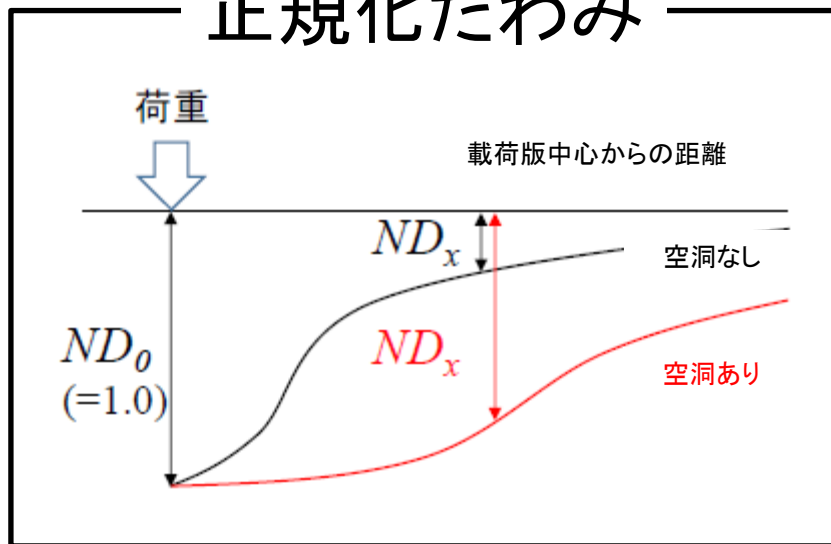 正規化たわみ
荷重
載荷版中心からの距離
NDx
空洞なし
ND0
(=1.0)
NDx
空洞あり